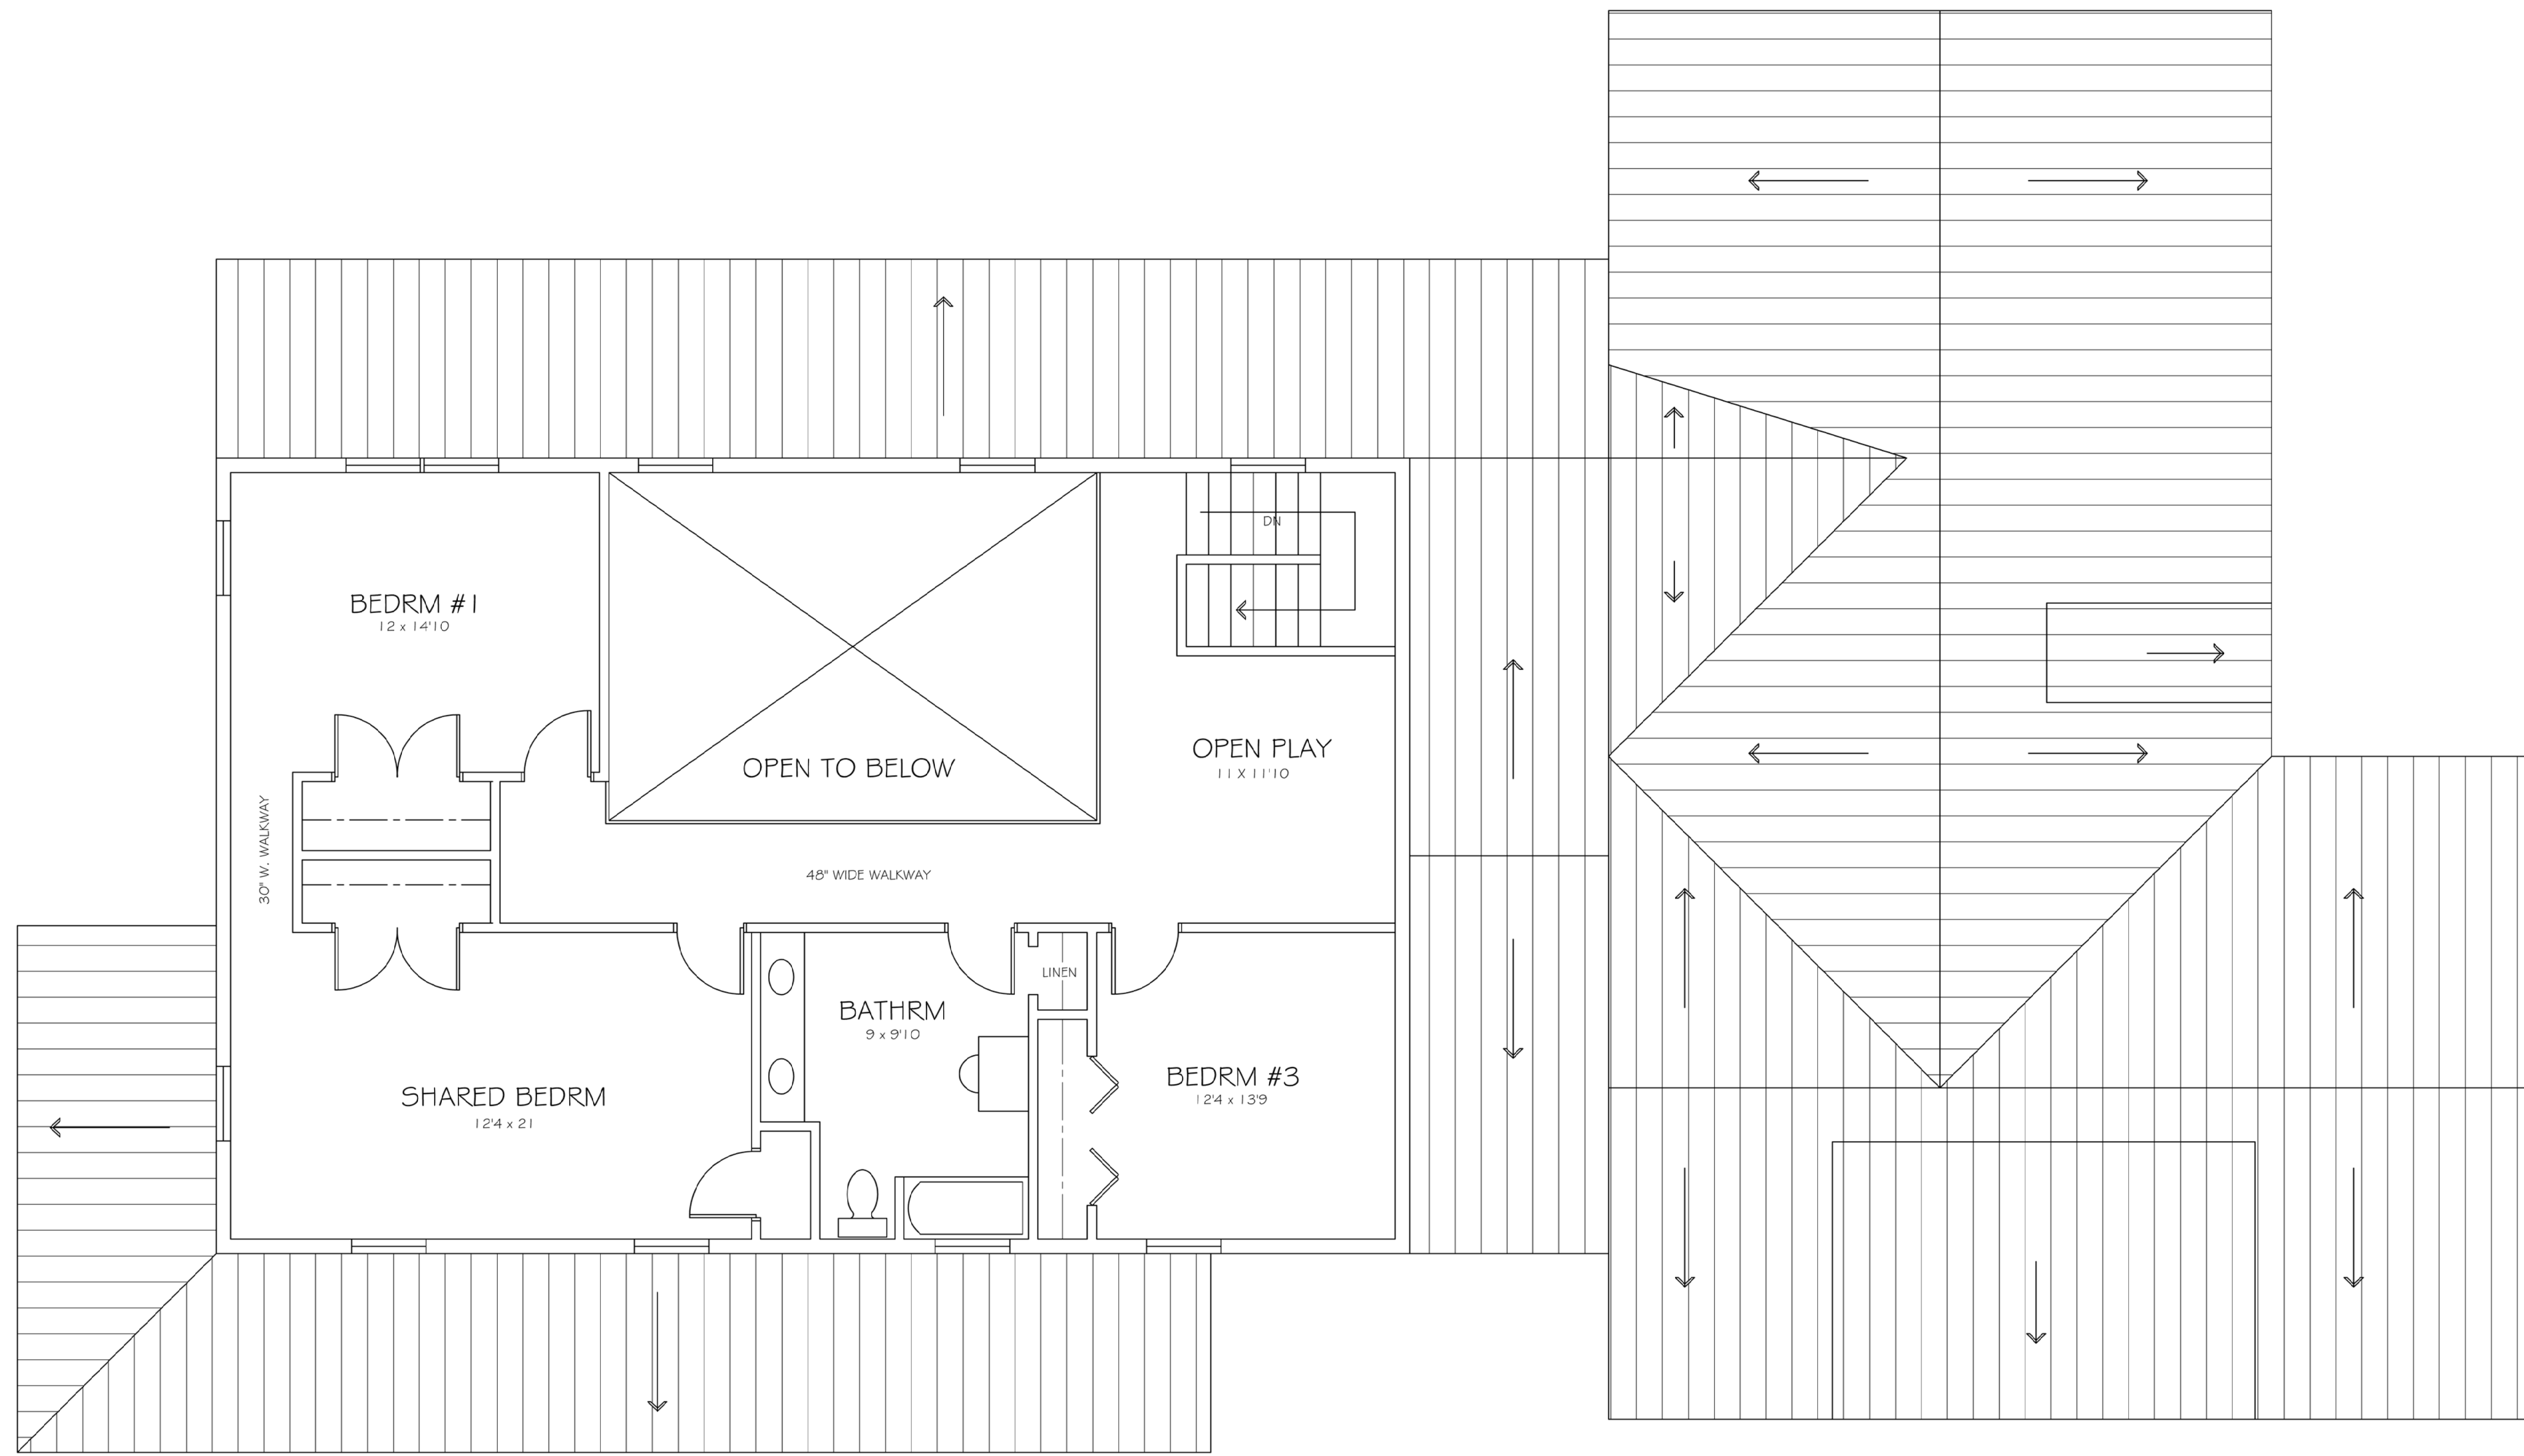 DN
BEDRM #1
12 x 14'10
OPEN PLAY
11 X 11'10
OPEN TO BELOW
30" W. WALKWAY
48" WIDE WALKWAY
LINEN
BATHRM
9 x 9'10
BEDRM #3
12'4 x 13'9
SHARED BEDRM
12'4 x 21